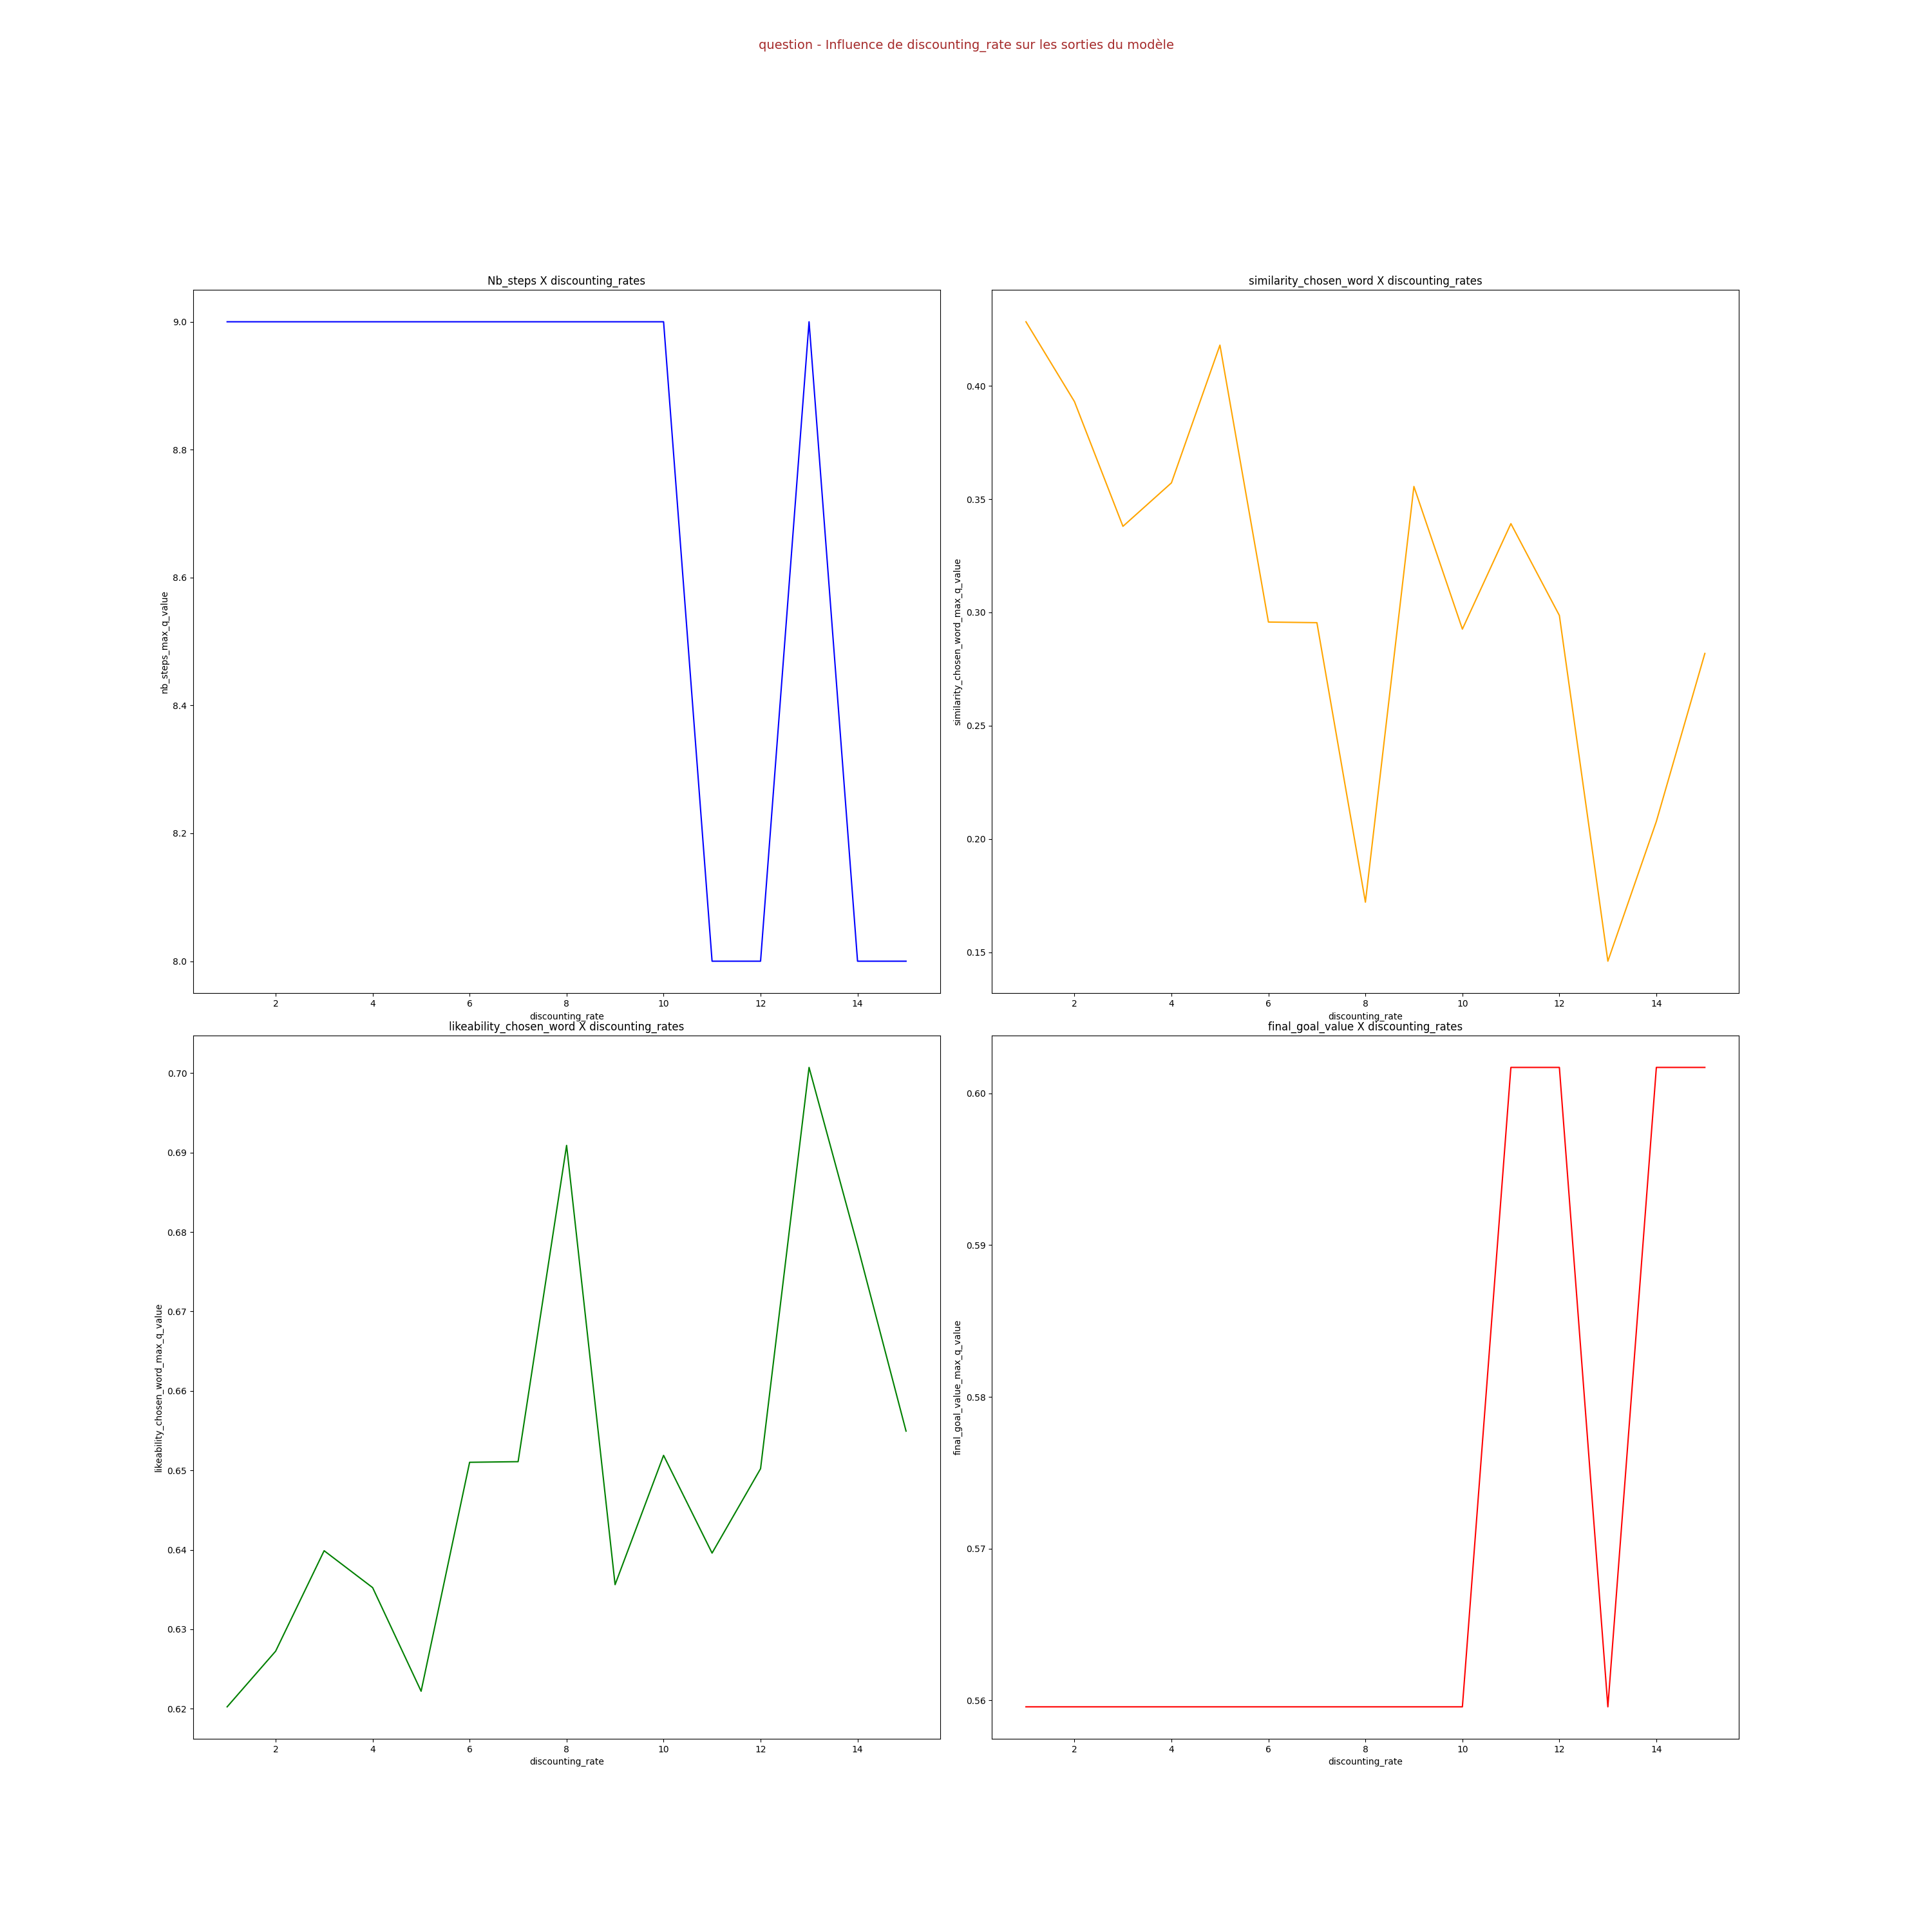 question - Influence de discounting_rate sur les sorties du modèle
Nb_steps X discounting_rates
nb_steps_max_q_value
9.0
8.8
8.6
8.4
8.2
8.0
2 4 6 8 10 12 14
discounting_rate
similarity_chosen_word X discounting_rates
similarity_chosen_word_max_q_value
0.40
0.35
0.30
0.25
0.20
0.15
2 4 6 8 10 12 14
discounting_rate
likeability_chosen_word X discounting_rates
likeability_chosen_word_max_q_value
0.70
0.69
0.68
0.67
0.66
0.65
0.64
0.63
0.62
2 4 6 8 10 12 14
discounting_rate
final_goal_value X discounting_rates
final_goal_value_max_q_value
0.60
0.59
0.58
0.57
0.56
2 4 6 8 10 12 14
discounting_rate